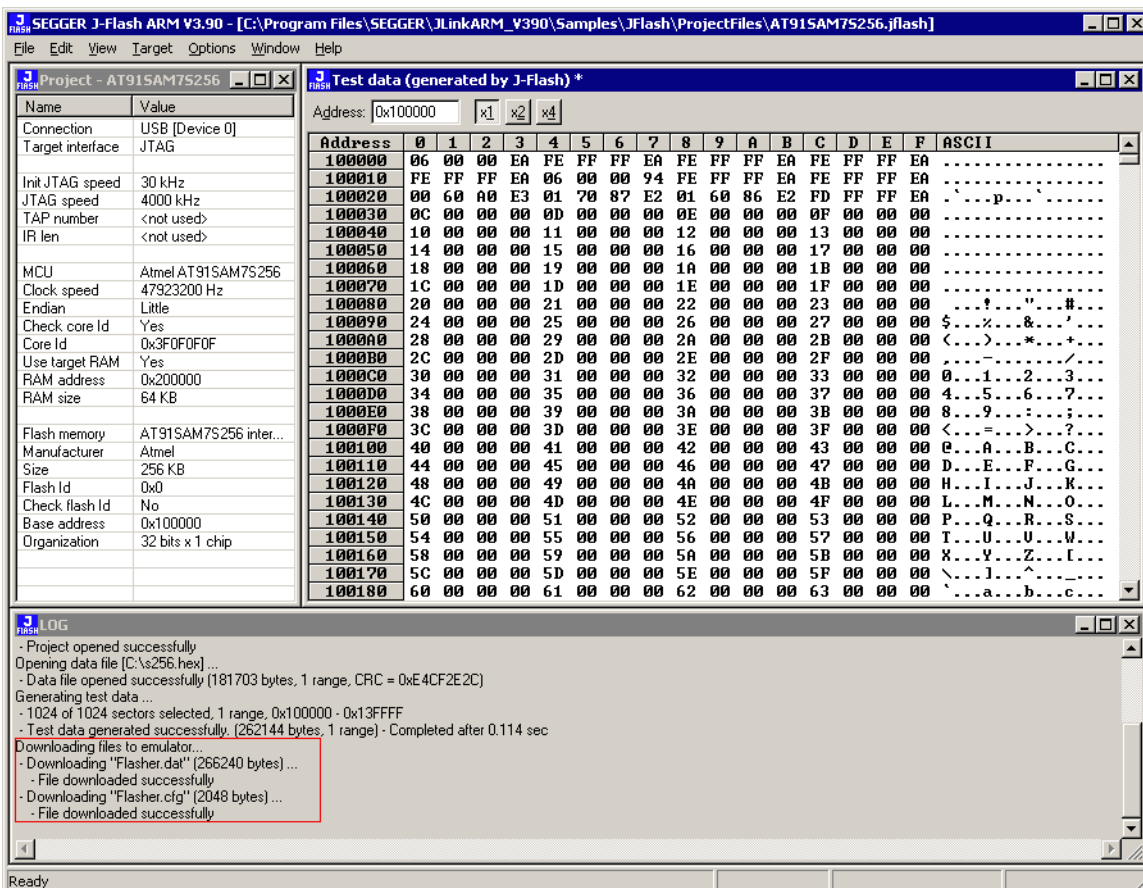 SEGGER J-Flash ARM V3.90 - [C:\Program Files\SEGGER\JLinkARM_V390\Samples\JFlash\ProjectFiles\AT91SAM7S256.jflash]
File Edit View Target Options Window Help
Project - AT91SAM7S256
Name Value
Connection USB [Device 0]
Target interface JTAG
Init JTAG speed 30 kHz
JTAG speed 4000 kHz
TAP number <not used>
IR len <not used>
MCU Atmel AT91SAM7S256
Clock speed 47923200 Hz
Endian Little
Check core Id Yes
Core Id 0x3F0F0F0F
Use target RAM Yes
RAM address 0x200000
RAM size 64 KB
Flash memory AT91SAM7S256 inter...
Manufacturer Atmel
Size 256 KB
Flash Id 0x0
Check flash Id No
Base address 0x100000
Organization 32 bits x 1 chip
Test data (generated by J-Flash) *
Address: 0x100000 x1 x2 x4
Address 0 1 2 3 4 5 6 7 8 9 A B C D E F ASCII
100000 06 00 00 EA FE FF FF EA FE FF FF EA FE FF FF EA ................
100010 FE FF FF EA 06 00 00 94 FE FF FF EA FE FF FF EA ................
100020 00 60 A0 E3 01 70 87 E2 01 60 86 E2 FD FF FF EA .`...p...`......
100030 0C 00 00 00 0D 00 00 00 0E 00 00 00 0F 00 00 00 ................
100040 10 00 00 00 11 00 00 00 12 00 00 00 13 00 00 00 ................
100050 14 00 00 00 15 00 00 00 16 00 00 00 17 00 00 00 ................
100060 18 00 00 00 19 00 00 00 1A 00 00 00 1B 00 00 00 ................
100070 1C 00 00 00 1D 00 00 00 1E 00 00 00 1F 00 00 00 ................
100080 20 00 00 00 21 00 00 00 22 00 00 00 23 00 00 00  ...!..."...#...
100090 24 00 00 00 25 00 00 00 26 00 00 00 27 00 00 00 $...%...&...'...
1000A0 28 00 00 00 29 00 00 00 2A 00 00 00 2B 00 00 00 (...)...*...+...
1000B0 2C 00 00 00 2D 00 00 00 2E 00 00 00 2F 00 00 00 ,...-......./...
1000C0 30 00 00 00 31 00 00 00 32 00 00 00 33 00 00 00 0...1...2...3...
1000D0 34 00 00 00 35 00 00 00 36 00 00 00 37 00 00 00 4...5...6...7...
1000E0 38 00 00 00 39 00 00 00 3A 00 00 00 3B 00 00 00 8...9...:...;...
1000F0 3C 00 00 00 3D 00 00 00 3E 00 00 00 3F 00 00 00 <...=...>...?...
100100 40 00 00 00 41 00 00 00 42 00 00 00 43 00 00 00 @...A...B...C...
100110 44 00 00 00 45 00 00 00 46 00 00 00 47 00 00 00 D...E...F...G...
100120 48 00 00 00 49 00 00 00 4A 00 00 00 4B 00 00 00 H...I...J...K...
100130 4C 00 00 00 4D 00 00 00 4E 00 00 00 4F 00 00 00 L...M...N...O...
100140 50 00 00 00 51 00 00 00 52 00 00 00 53 00 00 00 P...Q...R...S...
100150 54 00 00 00 55 00 00 00 56 00 00 00 57 00 00 00 T...U...V...W...
100160 58 00 00 00 59 00 00 00 5A 00 00 00 5B 00 00 00 X...Y...Z...[...
100170 5C 00 00 00 5D 00 00 00 5E 00 00 00 5F 00 00 00 \...]...^..._...
100180 60 00 00 00 61 00 00 00 62 00 00 00 63 00 00 00 `...a...b...c...
LOG
- Project opened successfully
Opening data file [C:\s256.hex] ...
- Data file opened successfully (181703 bytes, 1 range, CRC = 0xE4CF2E2C)
Generating test data ...
- 1024 of 1024 sectors selected, 1 range, 0x100000 - 0x13FFFF
- Test data generated successfully. (262144 bytes, 1 range) - Completed after 0.114 sec
Downloading files to emulator...
- Downloading "Flasher.dat" (266240 bytes) ...
- File downloaded successfully
- Downloading "Flasher.cfg" (2048 bytes) ...
- File downloaded successfully
Ready